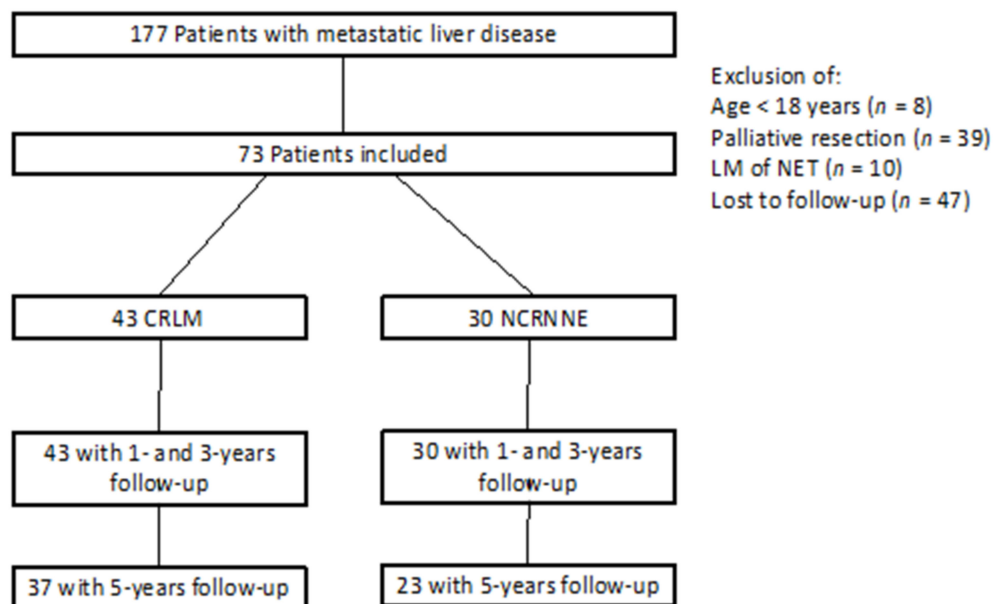 177 Patients with metastatic liver disease
Exclusion of:
Age < 18 years (n = 8)
Palliative resection (n = 39)
LM of NET (n = 10)
Lost to follow-up (n = 47)
73 Patients included
43 CRLM
30 NCRNNE
43 with 1- and 3-years
follow-up
30 with 1- and 3-years
follow-up
37 with 5-years follow-up
23 with 5-years follow-up